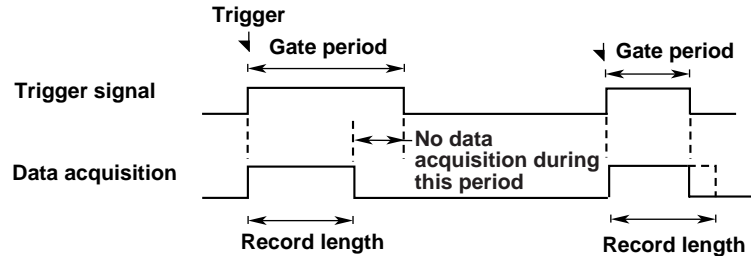 Trigger
Gate period
Gate period
Trigger signal
No data
acquisition during
this period
Data acquisition
Record length
Record length